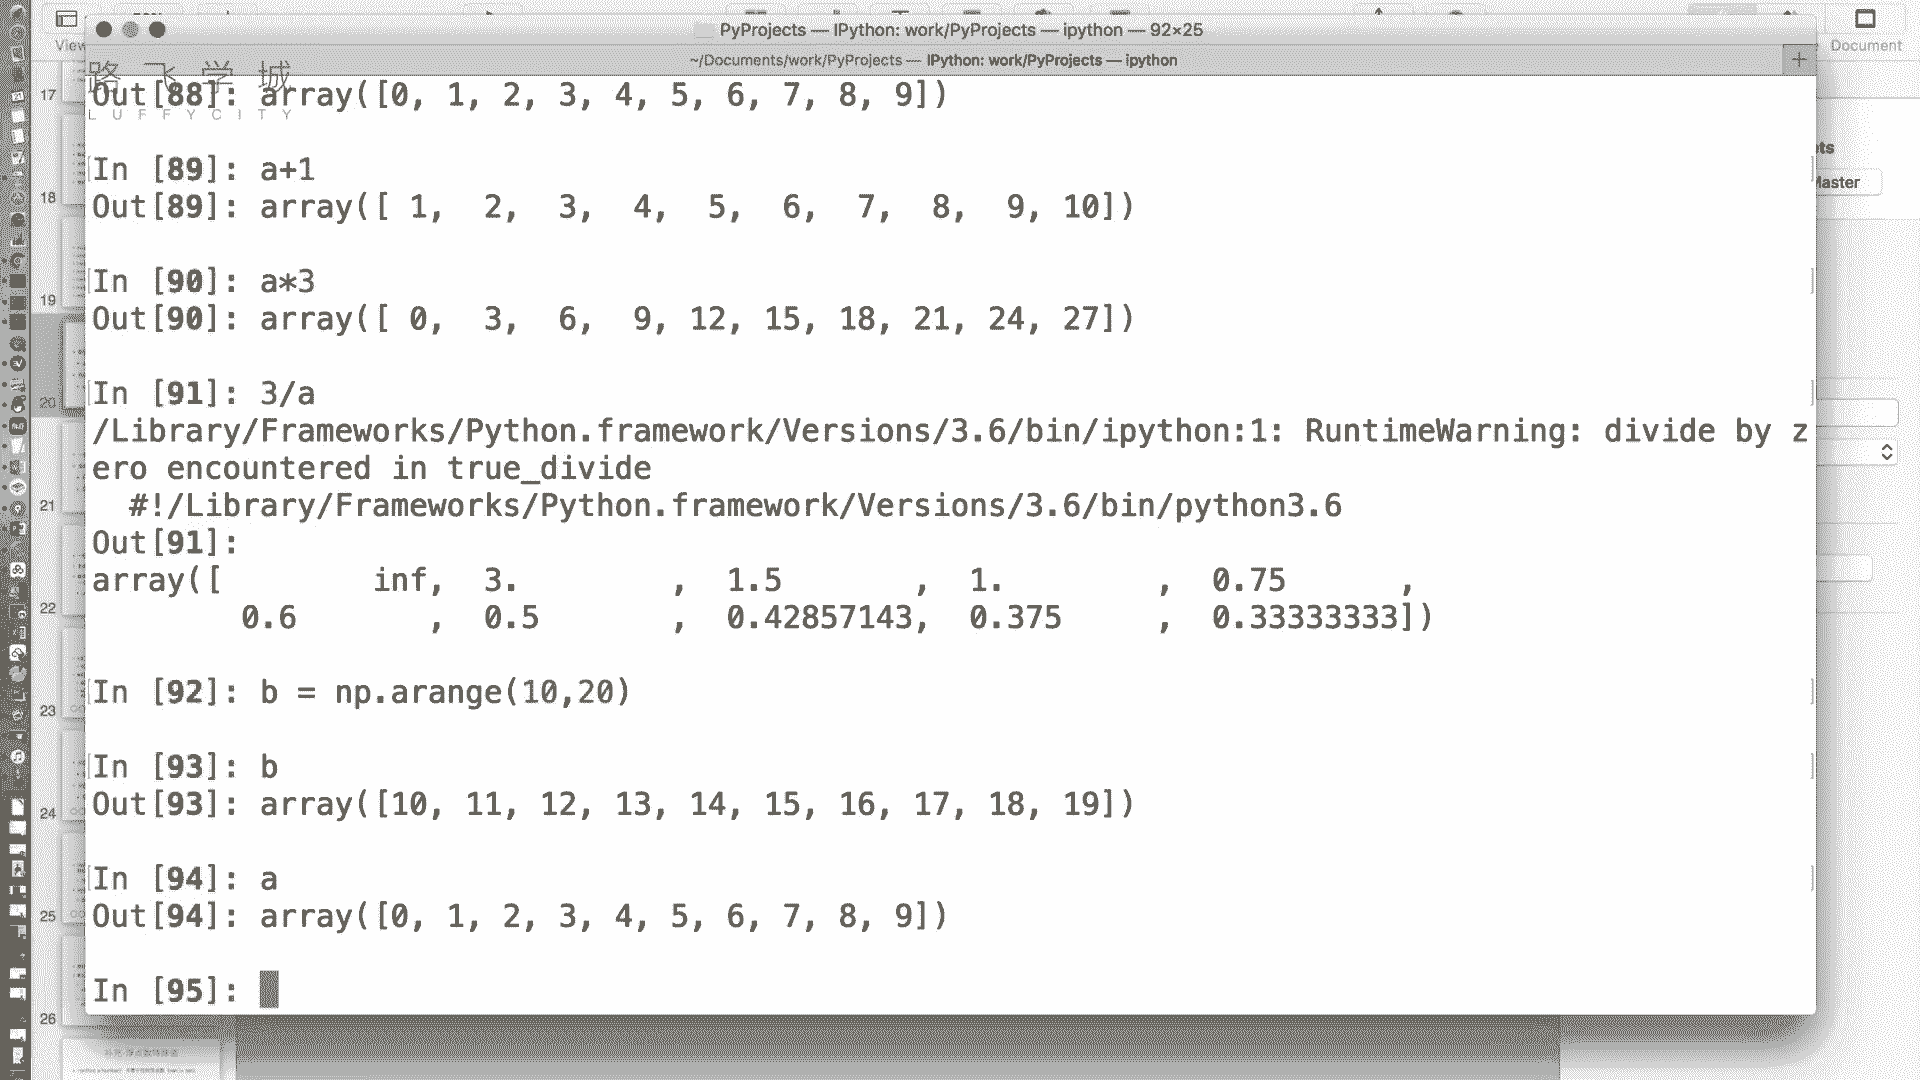 View
Document
PyProjects — IPython: work/PyProjects — ipython — 92×25
~/Documents/work/PyProjects — IPython: work/PyProjects — ipython
+
路飞学城
LUFFYCITY
Out[88]: array([0, 1, 2, 3, 4, 5, 6, 7, 8, 9])
In [89]: a+1
Out[89]: array([ 1,  2,  3,  4,  5,  6,  7,  8,  9, 10])
In [90]: a*3
Out[90]: array([ 0,  3,  6,  9, 12, 15, 18, 21, 24, 27])
In [91]: 3/a
/Library/Frameworks/Python.framework/Versions/3.6/bin/ipython:1: RuntimeWarning: divide by z
ero encountered in true_divide
  #!/Library/Frameworks/Python.framework/Versions/3.6/bin/python3.6
Out[91]:
array([        inf,  3.        ,  1.5       ,  1.        ,  0.75      ,
        0.6       ,  0.5       ,  0.42857143,  0.375     ,  0.33333333])
In [92]: b = np.arange(10,20)
In [93]: b
Out[93]: array([10, 11, 12, 13, 14, 15, 16, 17, 18, 19])
In [94]: a
Out[94]: array([0, 1, 2, 3, 4, 5, 6, 7, 8, 9])
In [95]:
17
18
19
20
21
22
23
24
25
26
ts
Master